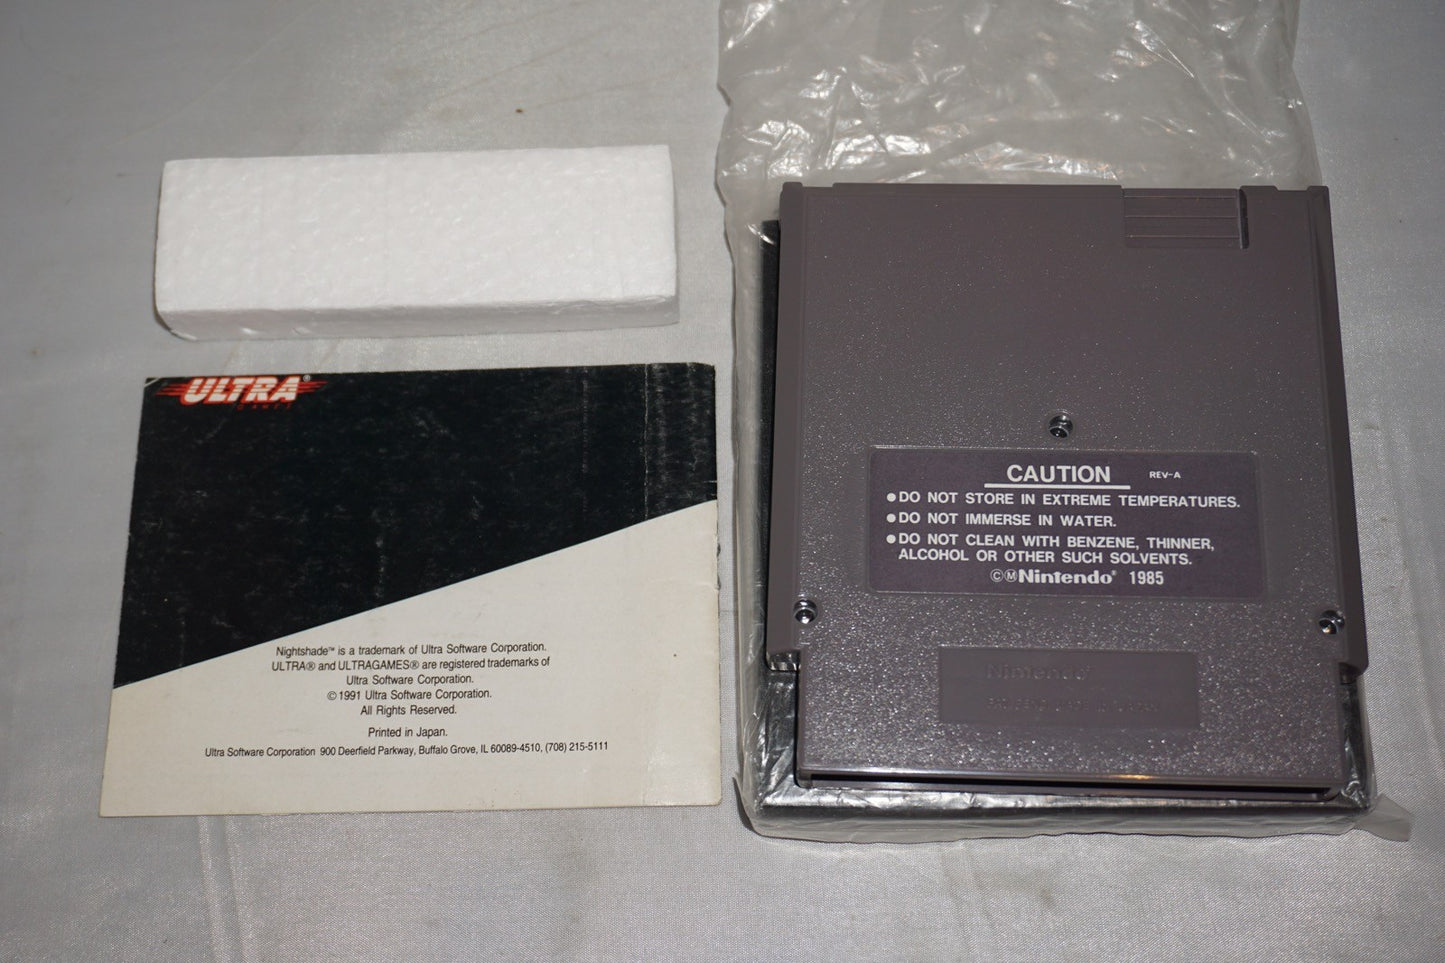 ULTRA®
GAMES
Nightshade™ is a trademark of Ultra Software Corporation.
ULTRA® and ULTRAGAMES® are registered trademarks of
Ultra Software Corporation.
© 1991 Ultra Software Corporation.
All Rights Reserved.
Printed in Japan.
Ultra Software Corporation 900 Deerfield Parkway, Buffalo Grove, IL 60089-4510, (708) 215-5111
CAUTION REV-A
●DO NOT STORE IN EXTREME TEMPERATURES.
●DO NOT IMMERSE IN WATER.
●DO NOT CLEAN WITH BENZENE, THINNER,
ALCOHOL OR OTHER SUCH SOLVENTS.
©ⓂNintendo® 1985
Nintendo